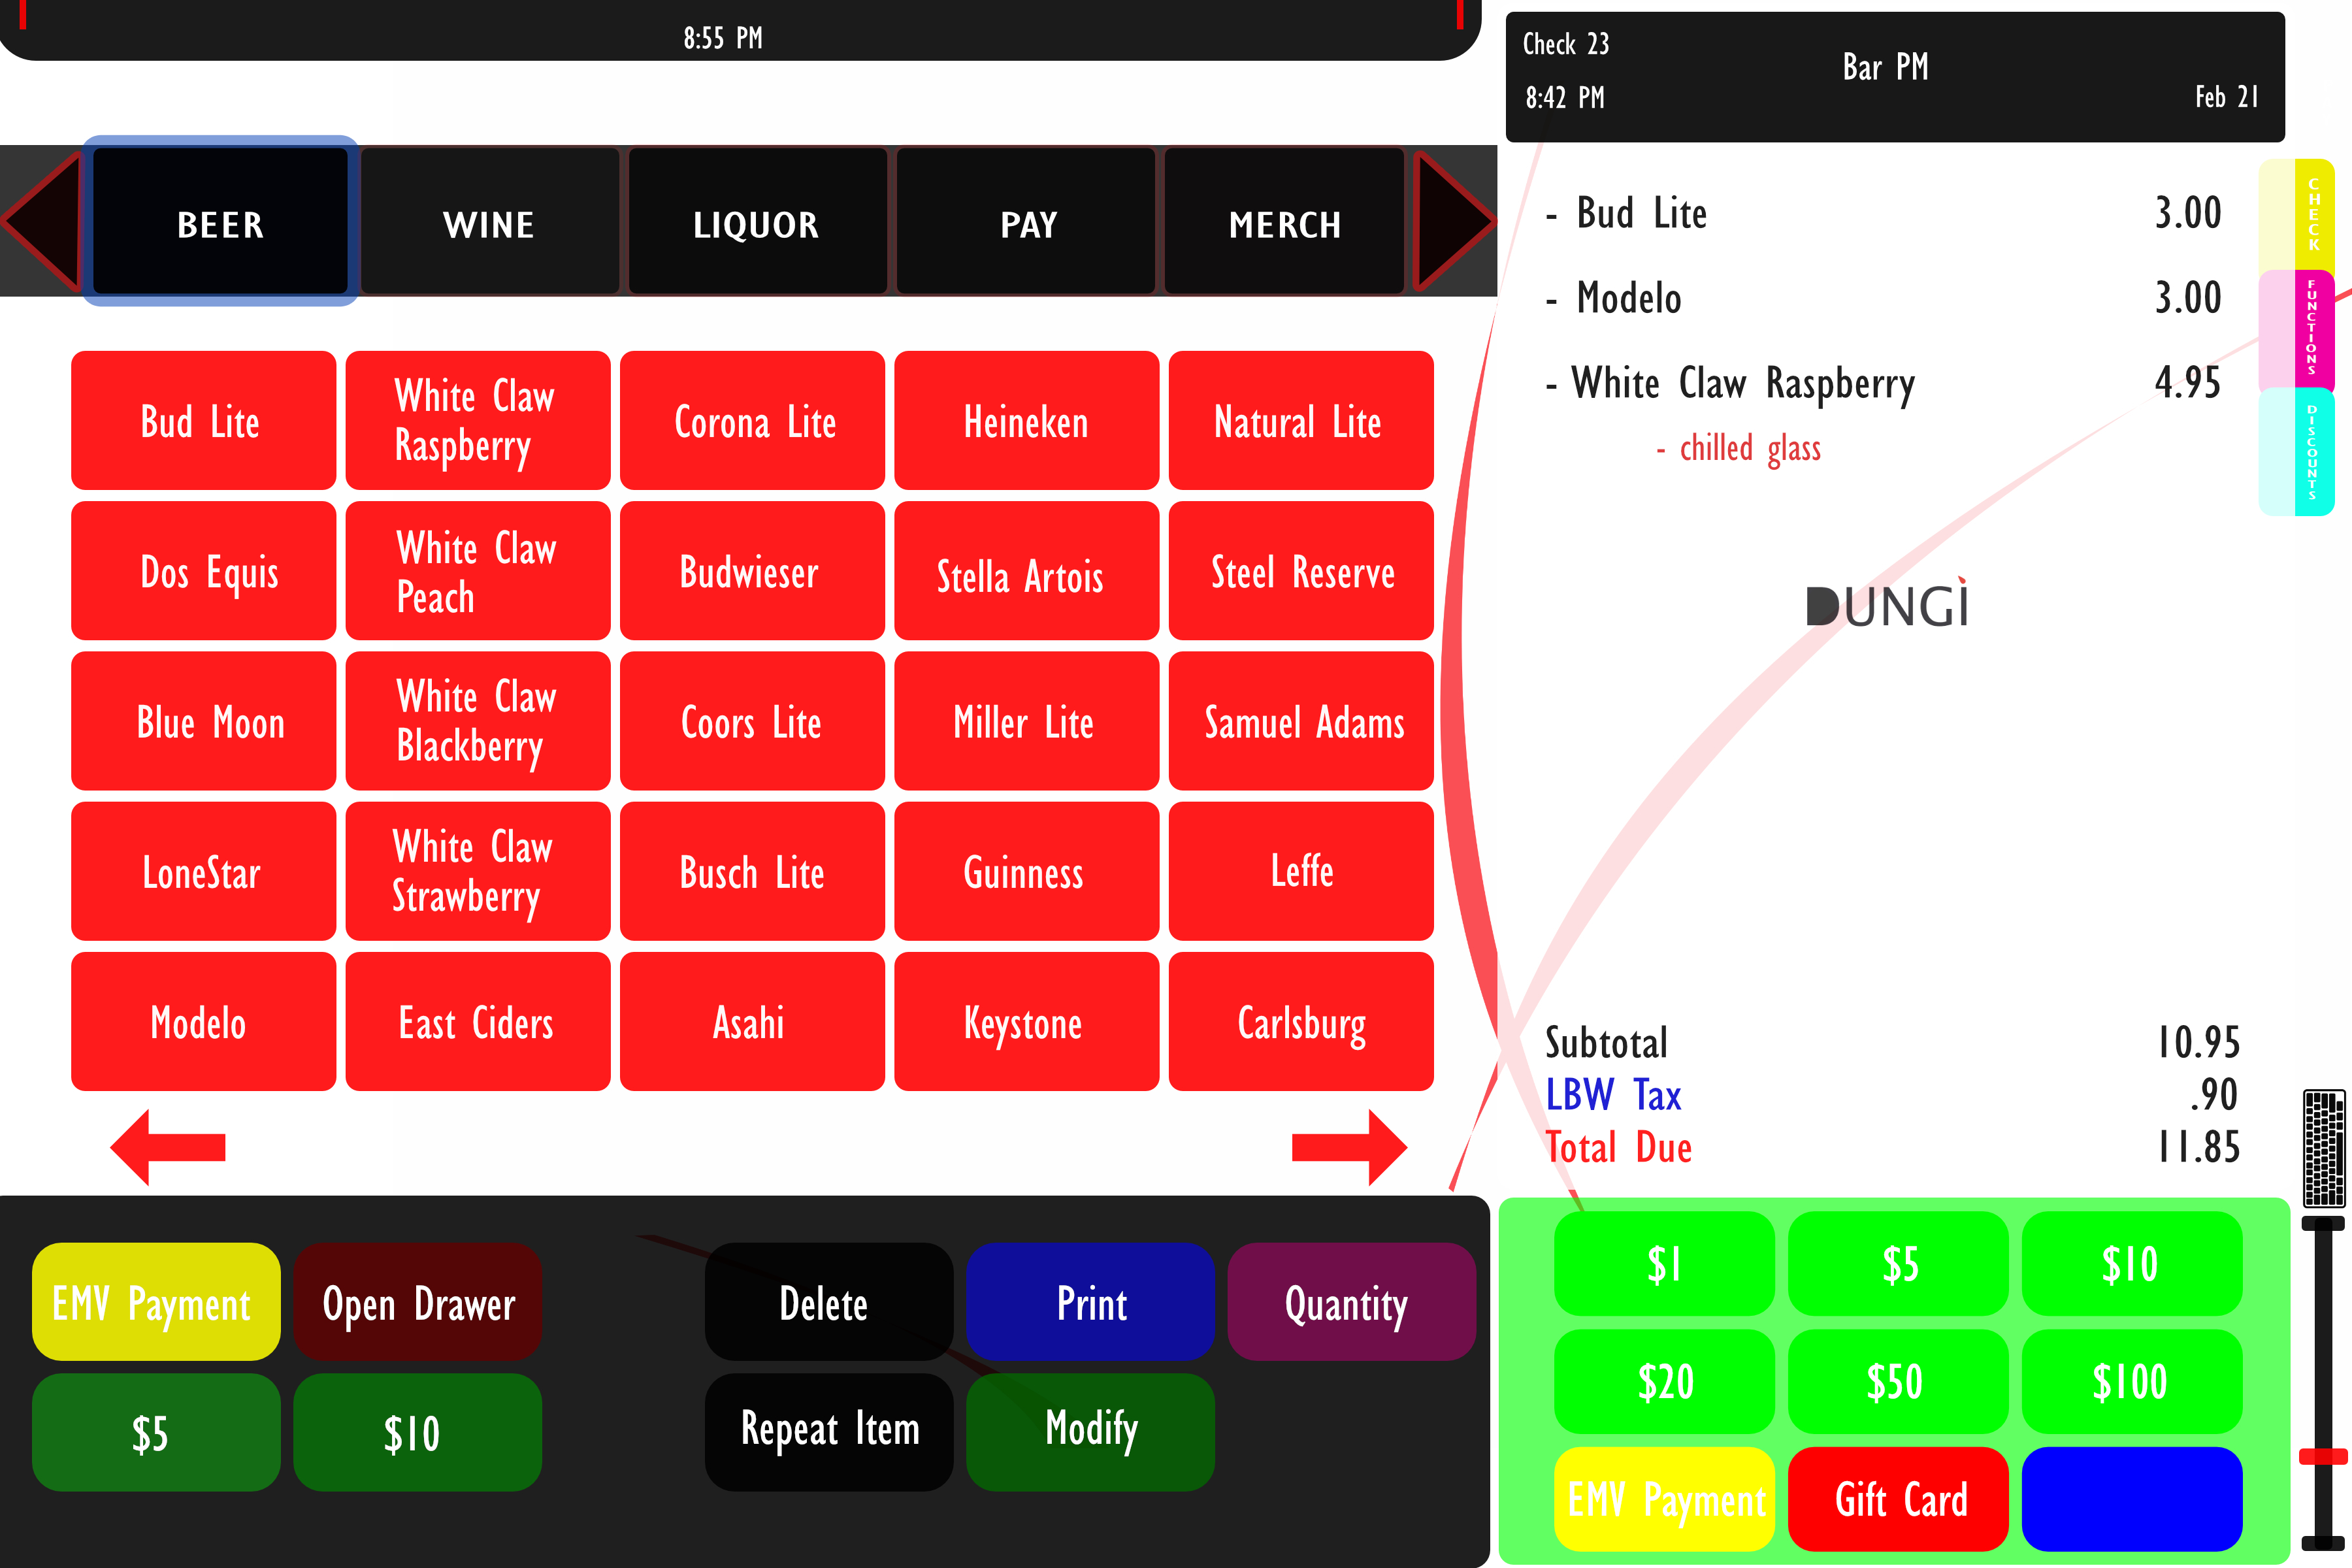 8:55 PM
BEER
WINE
LIQUOR
PAY
MERCH
Bud Lite
White Claw
Raspberry
Corona Lite
Heineken
Natural Lite
Dos Equis
White Claw
Peach
Budwieser
Stella Artois
Steel Reserve
Blue Moon
White Claw
Blackberry
Coors Lite
Miller Lite
Samuel Adams
LoneStar
White Claw
Strawberry
Busch Lite
Guinness
Leffe
Modelo
East Ciders
Asahi
Keystone
Carlsburg
EMV Payment
Open Drawer
Delete
Print
Quantity
$5
$10
Repeat Item
Modify
Check 23
Bar PM
8:42 PM
Feb 21
- Bud Lite 3.00
- Modelo 3.00
- White Claw Raspberry 4.95
- chilled glass
CHECK
FUNCTIONS
DISCOUNTS
DUNGÌ
Subtotal 10.95
LBW Tax .90
Total Due 11.85
$1
$5
$10
$20
$50
$100
EMV Payment
Gift Card